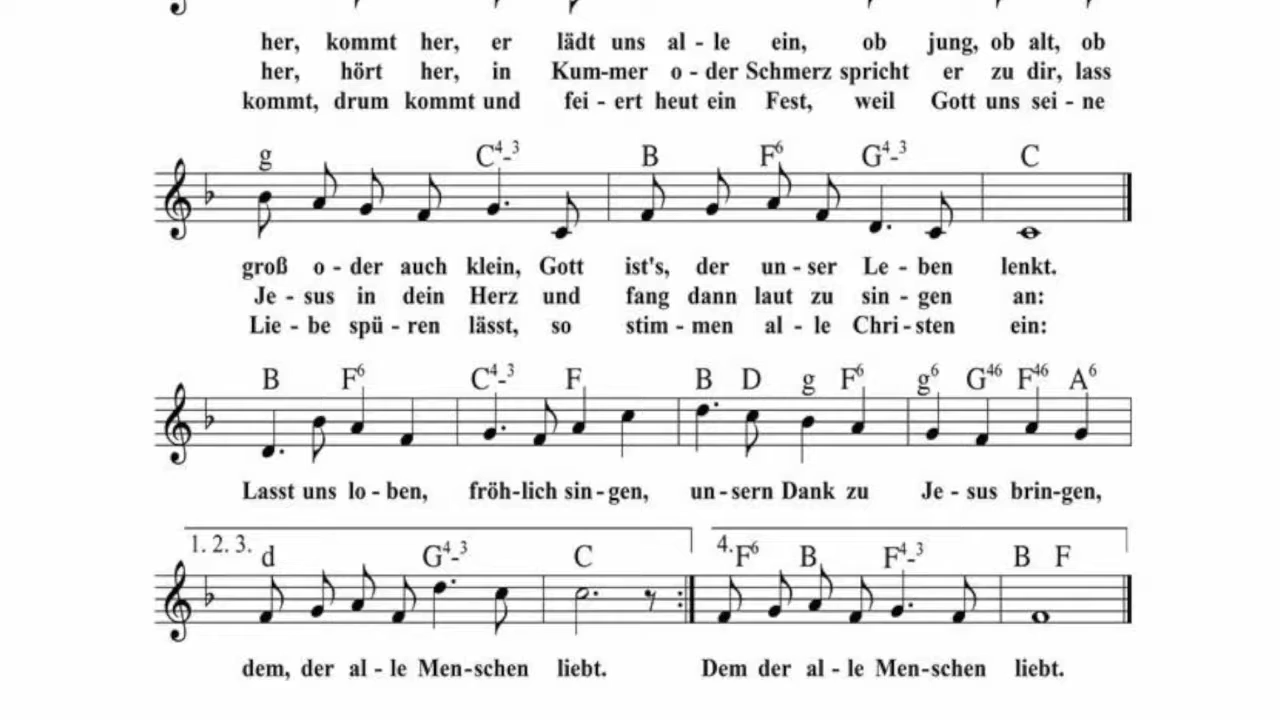 her, kommt her, er lädt uns al - le ein, ob jung, ob alt, ob
her, hört her, in Kum-mer o - der Schmerz spricht er zu dir, lass
kommt, drum kommt und fei - ert heut ein Fest, weil Gott uns sei - ne
g C4-3 B F6 G4-3 C
groß o - der auch klein, Gott ist's, der un - ser Le - ben lenkt.
Je - sus in dein Herz und fang dann laut zu sin - gen an:
Lie - be spü - ren lässt, so stim - men al - le Chri - sten ein:
B F6 C4-3 F B D g F6 g6 G46 F46 A6
Lasst uns lo - ben, fröh-lich sin - gen, un - sern Dank zu Je - sus brin-gen,
1. 2. 3. d G4-3 C 4. F6 B F4-3 B F
dem, der al - le Men-schen liebt. Dem der al - le Men-schen liebt.